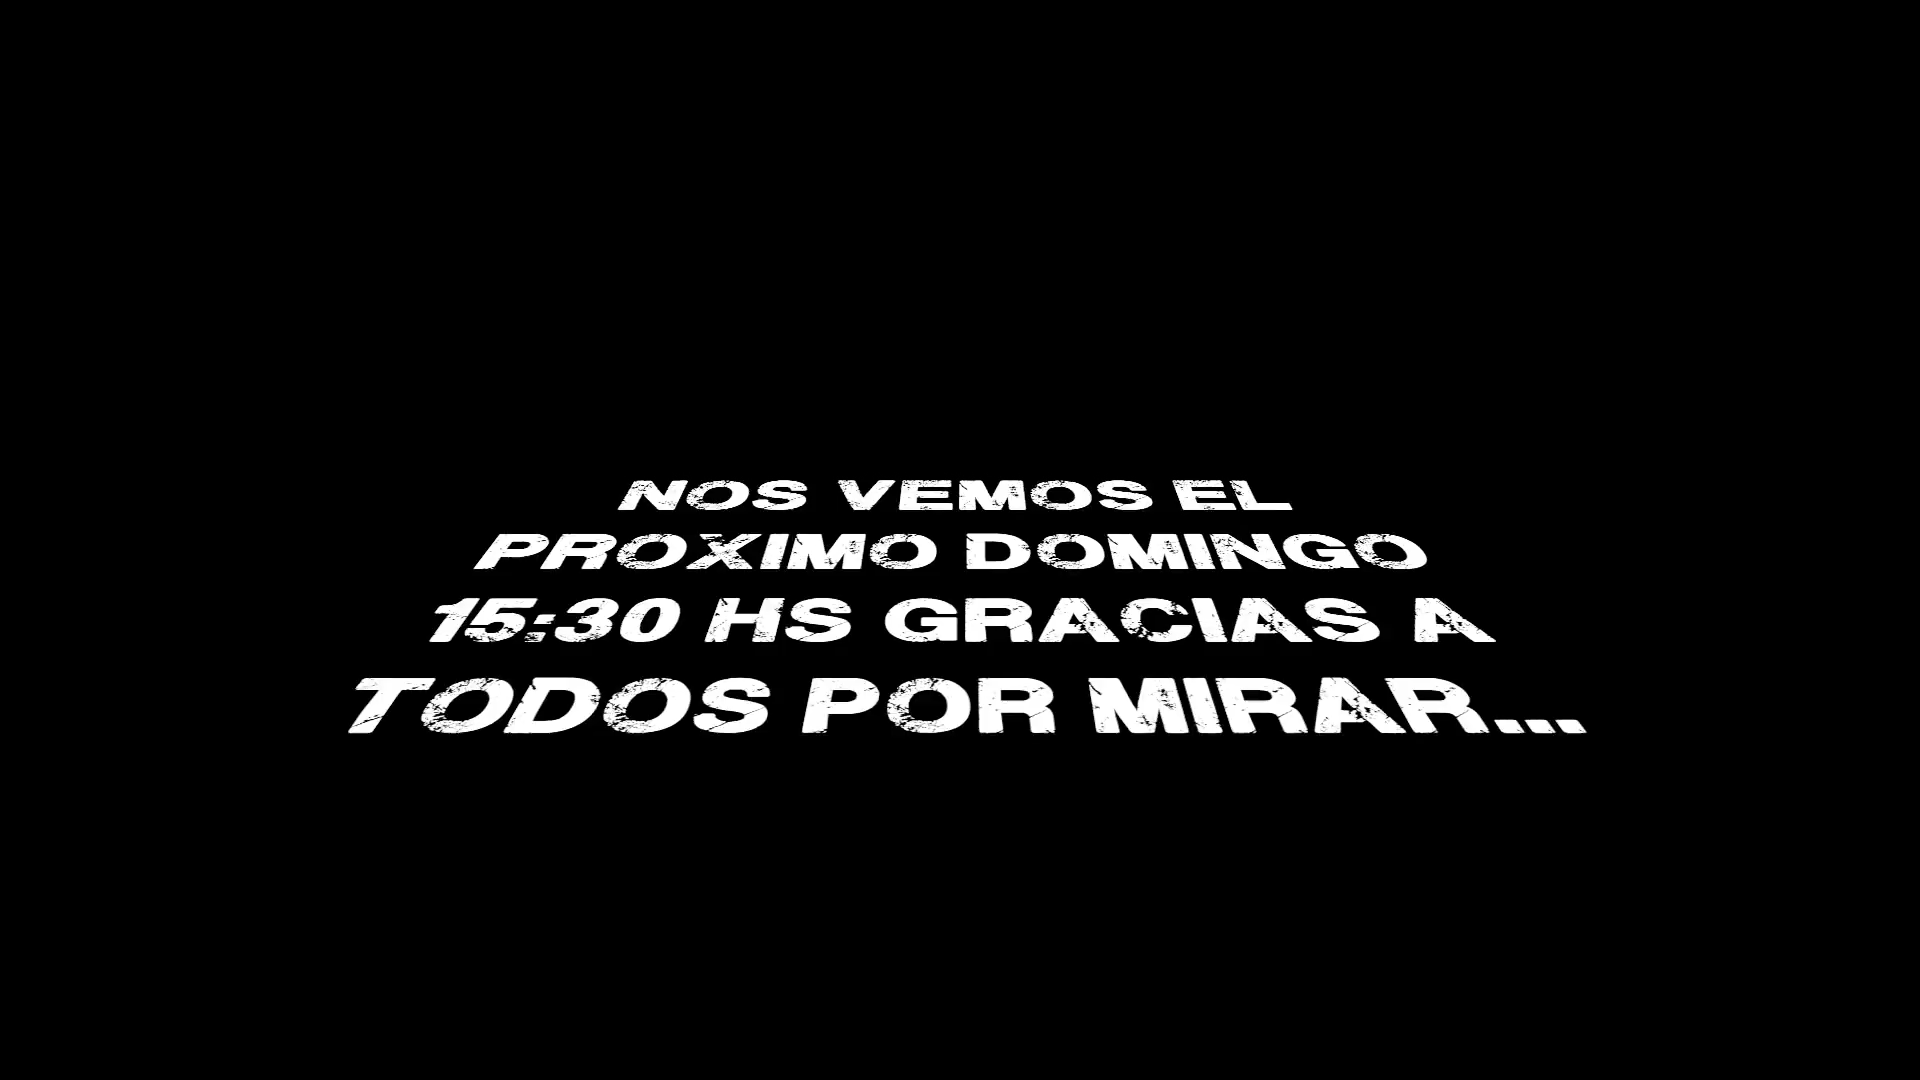 NOS VEMOS EL
PROXIMO DOMINGO
15:30 HS GRACIAS A
TODOS POR MIRAR...